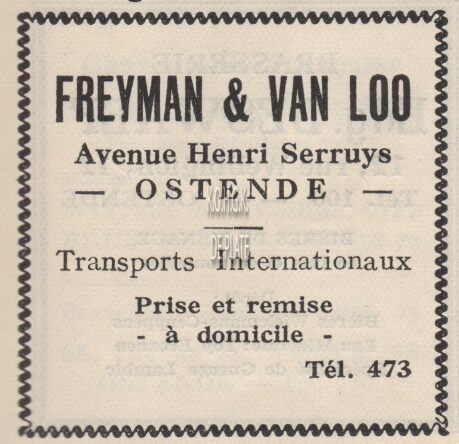 FREYMAN & VAN LOO
Avenue Henri Serruys
— OSTENDE —
Transports Internationaux
Prise et remise
- à domicile -
Tél. 473